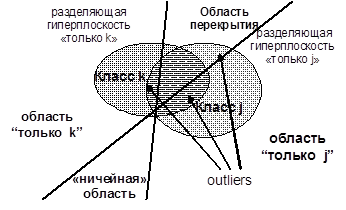 разделяющая
гиперплоскость
«только k»
Область
перекрытия
разделяющая
гиперплоскость
«только j»
Класс k
Класс j
область
“только k”
область
“только j”
«ничейная»
область
outliers